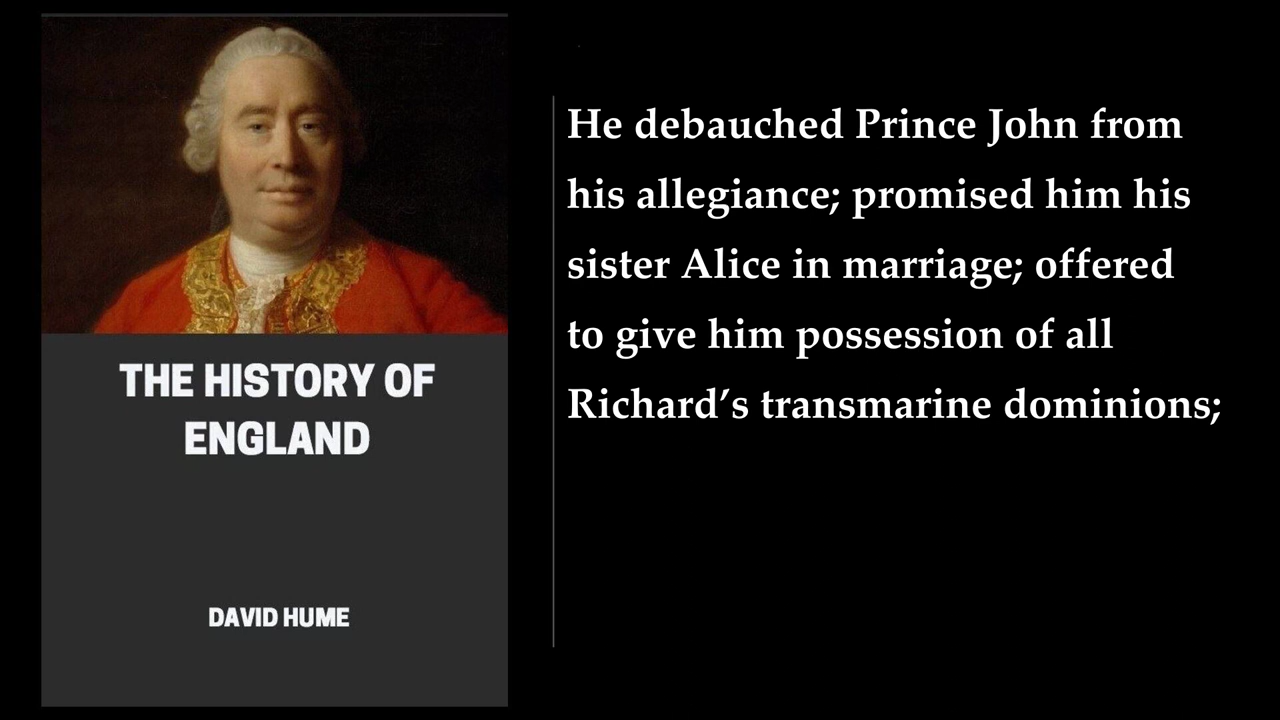 THE HISTORY OF
ENGLAND
DAVID HUME
He debauched Prince John from
his allegiance; promised him his
sister Alice in marriage; offered
to give him possession of all
Richard’s transmarine dominions;